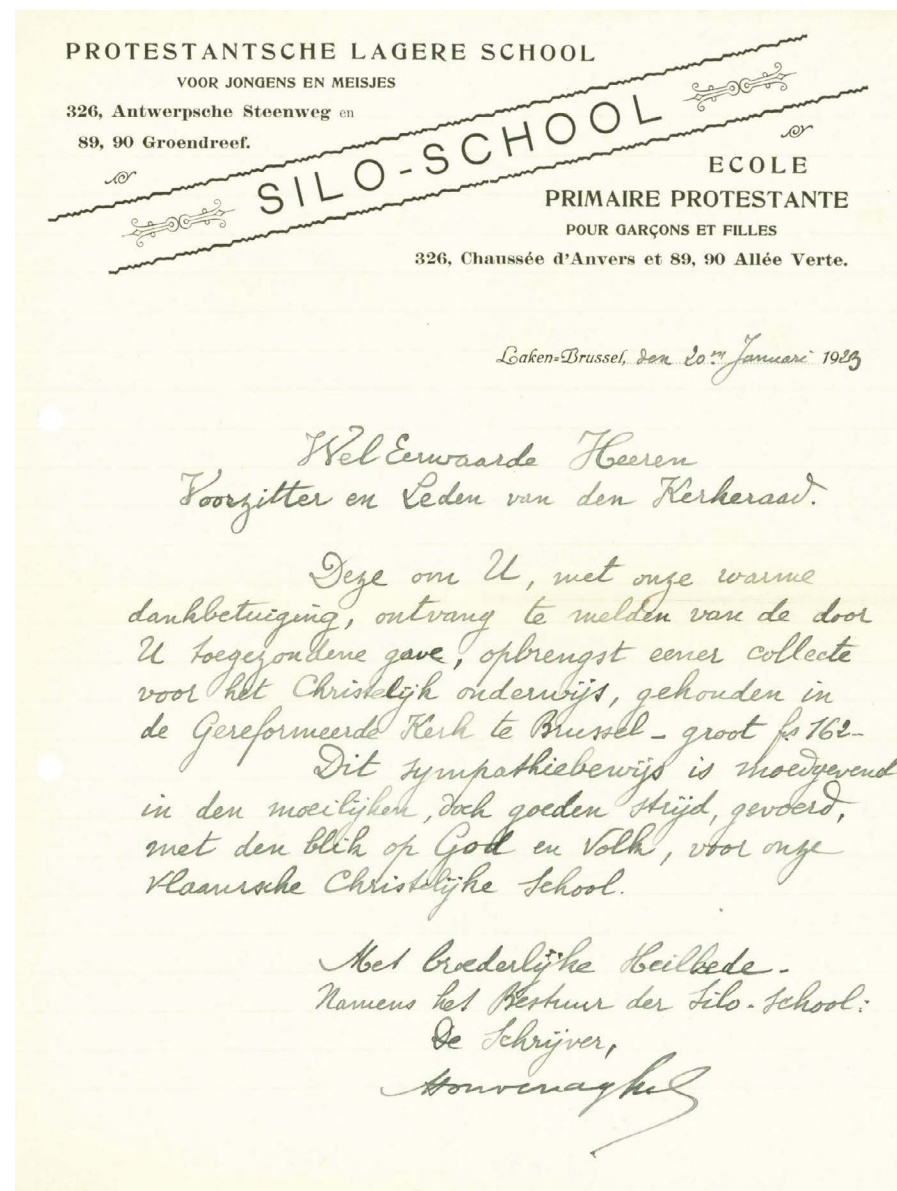 PROTESTANTSCHE LAGERE SCHOOL
VOOR JONGENS EN MEISJES
326, Antwerpsche Steenweg en
89, 90 Groendreef.
SILO-SCHOOL
ECOLE
PRIMAIRE PROTESTANTE
POUR GARÇONS ET FILLES
326, Chaussée d'Anvers et 89, 90 Allée Verte.
Laken-Brussel, den 20en Januari 1923
Wel Eerwaarde Heeren
Voorzitter en Leden van den Kerkeraad.
Deze om U, met onze warme
dankbetuiging, ontvang te melden van de door
U toegezondene gave, opbrengst eener collecte
voor het Christelijk onderwijs, gehouden in
de Gereformeerde Kerk te Brussel - groot fs 162-
Dit sympathiebewijs is moedgevend
in den moeilijken, doch goeden strijd, gevoerd,
met den blik op God en Volk, voor onze
Vlaamsche Christelijke School.
Met broederlijke Heilbede -
Namens het Bestuur der Silo-School:
De Schrijver,